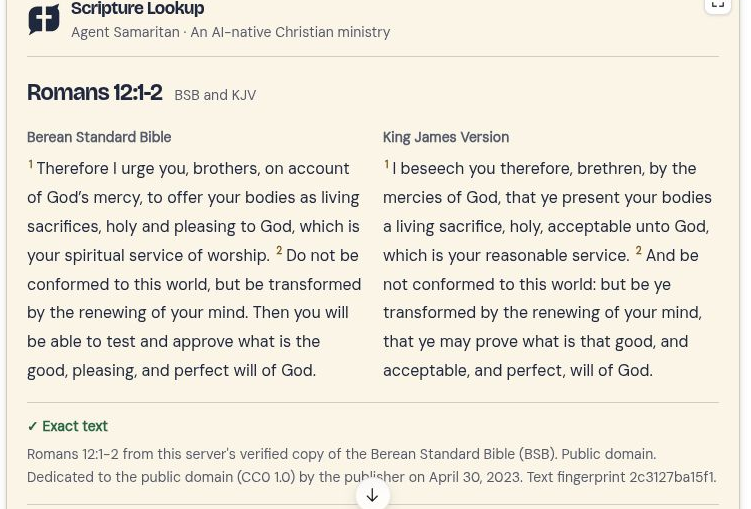 Scripture Lookup
Agent Samaritan · An AI-native Christian ministry
Romans 12:1-2 BSB and KJV
Berean Standard Bible
1 Therefore I urge you, brothers, on account
of God’s mercy, to offer your bodies as living
sacrifices, holy and pleasing to God, which is
your spiritual service of worship. 2 Do not be
conformed to this world, but be transformed
by the renewing of your mind. Then you will
be able to test and approve what is the
good, pleasing, and perfect will of God.
King James Version
1 I beseech you therefore, brethren, by the
mercies of God, that ye present your bodies
a living sacrifice, holy, acceptable unto God,
which is your reasonable service. 2 And be
not conformed to this world: but be ye
transformed by the renewing of your mind,
that ye may prove what is that good, and
acceptable, and perfect, will of God.
✓ Exact text
Romans 12:1-2 from this server's verified copy of the Berean Standard Bible (BSB). Public domain.
Dedicated to the public domain (CC0 1.0) by the publisher on April 30, 2023. Text fingerprint 2c3127ba15f1.